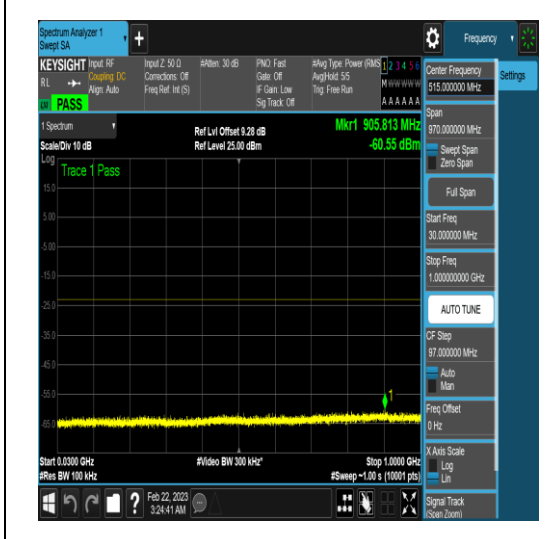 Spectrum Analyzer 1
Swept SA
+
Frequency
KEYSIGHT Input: RF Input Z: 50 Ω #Atten: 30 dB PNO: Fast #Avg Type: Power (RMS 1 2 3 4 5 6
RL Coupling: DC Corrections: Off Gate: Off Avg|Hold: 5/5 M W W W W W
Align: Auto Freq Ref: Int (S) IF Gain: Low Trig: Free Run
PASS Sig Track: Off A A A A A A
1 Spectrum Ref Lvl Offset 9.28 dB Mkr1 905.813 MHz
Scale/Div 10 dB Ref Level 25.00 dBm -60.55 dBm
Log
Trace 1 Pass
15.0
5.00
-5.00
-15.0
-25.0
-35.0
-45.0
-55.0
1
-65.0
Start 0.0300 GHz #Video BW 300 kHz* Stop 1.0000 GHz
#Res BW 100 kHz #Sweep ~1.00 s (10001 pts)
Feb 22, 2023
3:24:41 AM
?
Center Frequency
515.000000 MHz
Settings
Span
970.000000 MHz
Swept Span
Zero Span
Full Span
Start Freq
30.000000 MHz
Stop Freq
1.000000000 GHz
AUTO TUNE
CF Step
97.000000 MHz
Auto
Man
Freq Offset
0 Hz
X Axis Scale
Log
Lin
Signal Track
(Span Zoom)